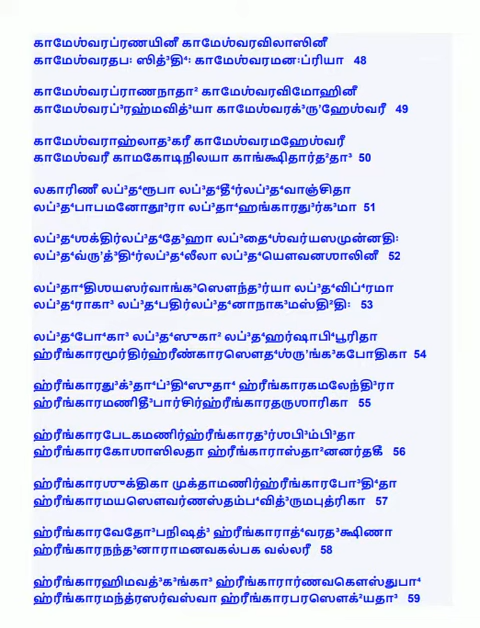 காமேஶ்வரப்ரணயினீ காமேஶ்வரவிலாஸினீ
காமேஶ்வரதப꞉ ஸித்³தி⁴꞉ காமேஶ்வரமன꞉ப்ரியா 48
காமேஶ்வரப்ராணநாதா² காமேஶ்வரவிமோஹினீ
காமேஶ்வரப்³ரஹ்மவித்³யா காமேஶ்வரக்³ருʼஹேஶ்வரீ 49
காமேஶ்வராஹ்லாத³கரீ காமேஶ்வரமஹேஶ்வரீ
காமேஶ்வரீ காமகோடிநிலயா காங்க்ஷிதார்த²தா³ 50
லகாரிணீ லப்³த⁴ரூபா லப்³த⁴தீ⁴ர்லப்³த⁴வாஞ்சிதா
லப்³த⁴பாபமனோதூ³ரா லப்³தா⁴ஹங்காரது³ர்க³மா 51
லப்³த⁴ஶக்திர்லப்³த⁴தே³ஹா லப்³தை⁴ஶ்வர்யஸமுன்னதி꞉
லப்³த⁴வ்ருʼத்³தி⁴ர்லப்³த⁴லீலா லப்³த⁴யௌவனஶாலினீ 52
லப்³தா⁴திஶயஸர்வாங்க³ஸௌந்த³ர்யா லப்³த⁴விப்⁴ரமா
லப்³த⁴ராகா³ லப்³த⁴பதிர்லப்³த⁴னாநாக³மஸ்தி²தி꞉ 53
லப்³த⁴போ⁴கா³ லப்³த⁴ஸுகா² லப்³த⁴ஹர்ஷாபி⁴பூரிதா
ஹ்ரீங்காரமூர்திர்ஹ்ரீண்காரஸௌத⁴ஶ்ருʼங்க³கபோதிகா 54
ஹ்ரீங்காரது³க்³தா⁴ப்³தி⁴ஸுதா⁴ ஹ்ரீங்காரகமலேந்தி³ரா
ஹ்ரீங்காரமணிதீ³பார்சிர்ஹ்ரீங்காரதருஶாரிகா 55
ஹ்ரீங்காரபேடகமணிர்ஹ்ரீங்காரத³ர்ஶபி³ம்பி³தா
ஹ்ரீங்காரகோஶாஸிலதா ஹ்ரீங்காராஸ்தா²னனர்தகீ 56
ஹ்ரீங்காரஶுக்திகா முக்தாமணிர்ஹ்ரீங்காரபோ³தி⁴தா
ஹ்ரீங்காரமயஸௌவர்ணஸ்தம்ப⁴வித்³ருமபுத்ரிகா 57
ஹ்ரீங்காரவேதோ³பநிஷத்³ ஹ்ரீங்காராத்⁴வரத³க்ஷிணா
ஹ்ரீங்காரநந்த³னாராமனவகல்பக வல்லரீ 58
ஹ்ரீங்காரஹிமவத்³க³ங்கா³ ஹ்ரீங்காரார்ணவகௌஸ்துபா⁴
ஹ்ரீங்காரமந்த்ரஸர்வஸ்வா ஹ்ரீங்காரபரஸௌக்²யதா³ 59